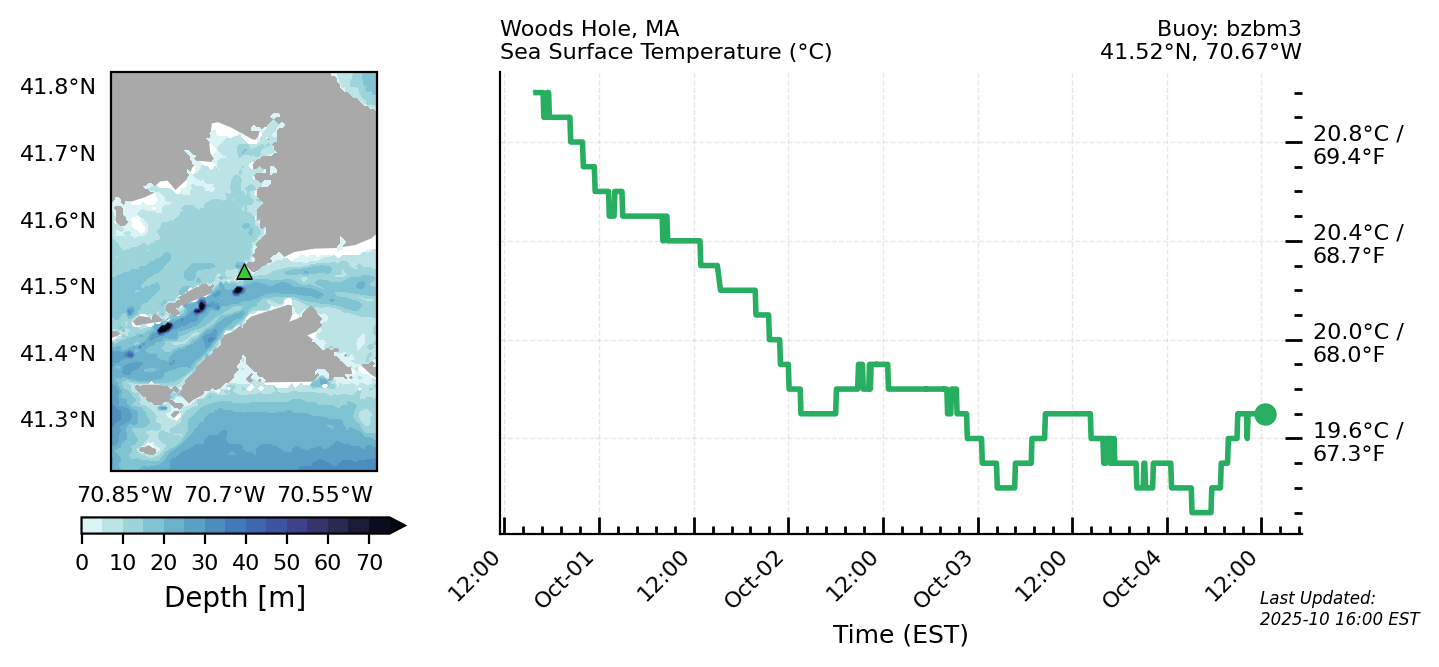 Woods Hole, MA
Sea Surface Temperature (°C)
Buoy: bzbm3
41.52°N, 70.67°W
41.8°N
41.7°N
41.6°N
41.5°N
41.4°N
41.3°N
70.85°W 70.7°W 70.55°W
0 10 20 30 40 50 60 70
Depth [m]
20.8°C /
69.4°F
20.4°C /
68.7°F
20.0°C /
68.0°F
19.6°C /
67.3°F
12:00 Oct-01 12:00 Oct-02 12:00 Oct-03 12:00 Oct-04 12:00
Time (EST)
Last Updated:
2025-10 16:00 EST